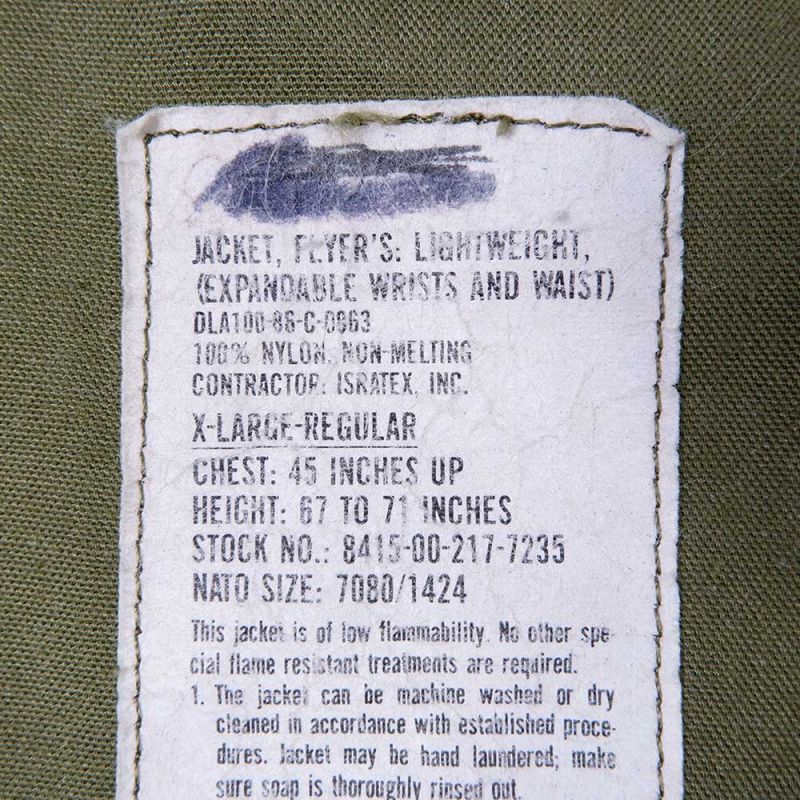 JACKET, FLYER'S: LIGHTWEIGHT,
(EXPANDABLE WRISTS AND WAIST)
DLA100-86-C-0863
100% NYLON. NON-MELTING
CONTRACTOR: ISRATEX, INC.
X-LARGE-REGULAR
CHEST: 45 INCHES UP
HEIGHT: 67 TO 71 INCHES
STOCK NO.: 8415-00-217-7235
NATO SIZE: 7080/1424
This jacket is of low flammability. No other spe-
cial flame resistant treatments are required.
1. The jacket can be machine washed or dry
cleaned in accordance with established proce-
dures. Jacket may be hand laundered; make
sure soap is thoroughly rinsed out.